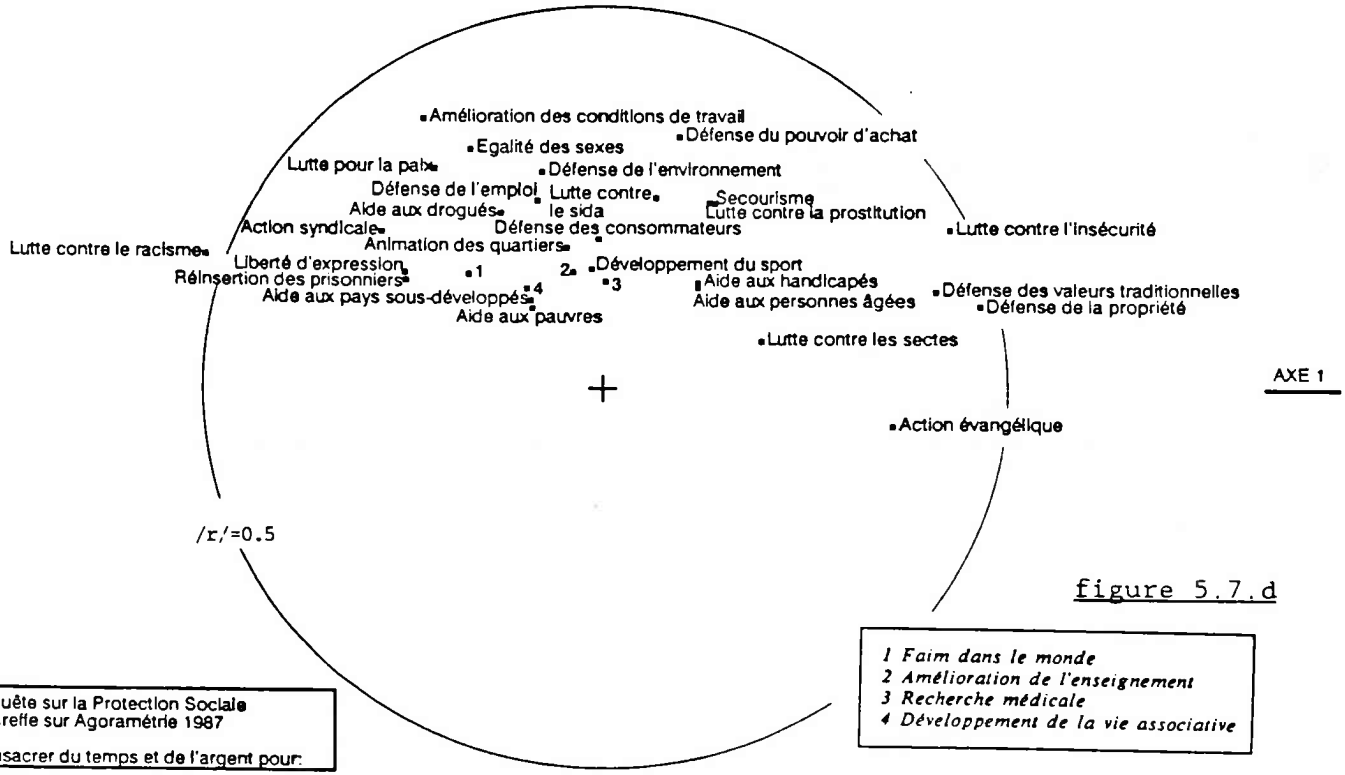 Amélioration des conditions de travail
Défense du pouvoir d'achat
Egalité des sexes
Lutte pour la paix
Défense de l'environnement
Défense de l'emploi
Lutte contre le sida
Secourisme
Aide aux drogués
Lutte contre la prostitution
Action syndicale
Défense des consommateurs
Lutte contre l'insécurité
Lutte contre le racisme
Animation des quartiers
Liberté d'expression
1
2
Développement du sport
Réinsertion des prisonniers
4
3
Aide aux handicapés
Aide aux pays sous-développés
Aide aux personnes âgées
Défense des valeurs traditionnelles
Aide aux pauvres
Défense de la propriété
Lutte contre les sectes
AXE 1
Action évangélique
/r/=0.5
figure 5.7.d
1 Faim dans le monde
2 Amélioration de l'enseignement
3 Recherche médicale
4 Développement de la vie associative
uête sur la Protection Sociale
reffe sur Agoramétrie 1987
sacrer du temps et de l'argent pour: